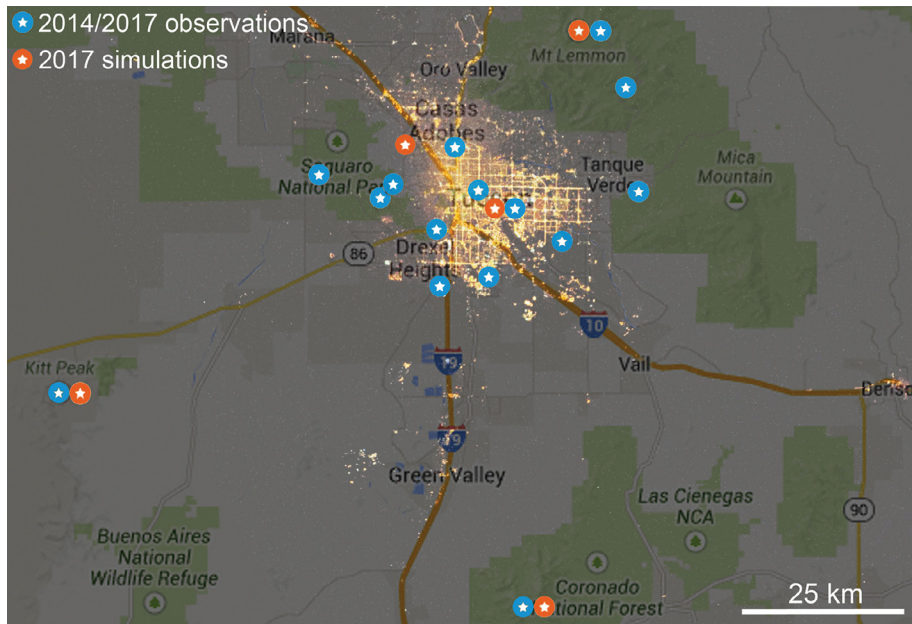 2014/2017 observations
2017 simulations
Marana
Oro Valley
Mt Lemmon
Casas
Adobes
Saguaro
National Park
Tanque
Verde
Mica
Mountain
Tucson
86
Drexel
Heights
10
Kitt Peak
19
Vail
Benso
19
Green Valley
Las Cienegas
NCA
90
Buenos Aires
National
Wildlife Refuge
Coronado
National Forest
25 km